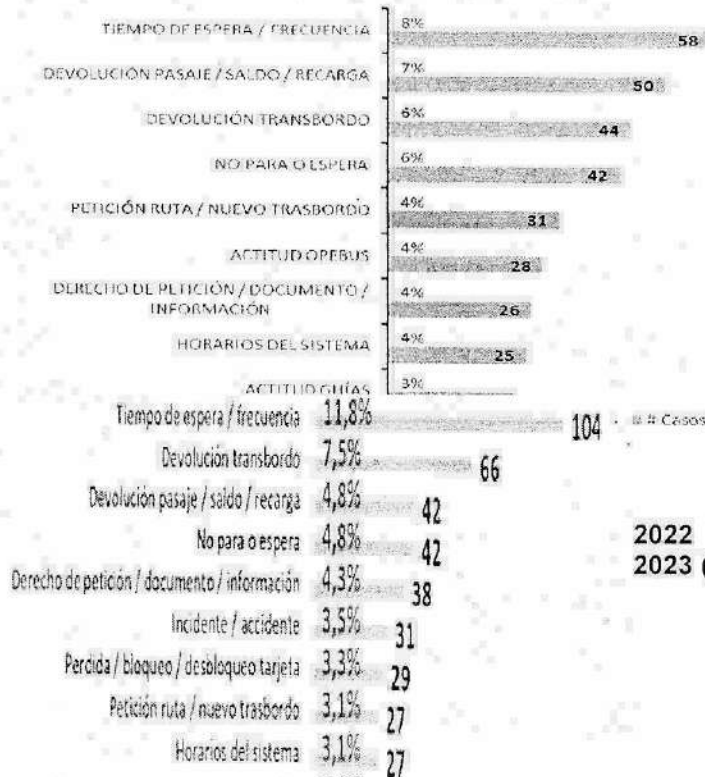 TIEMPO DE ESPERA / FRECUENCIA 8% 58
DEVOLUCIÓN PASAJE / SALDO / RECARGA 7% 50
DEVOLUCIÓN TRANSBORDO 6% 44
NO PARA O ESPERA 6% 42
PETICIÓN RUTA / NUEVO TRASBORDO 4% 31
ACTITUD OPEBUS 4% 28
DERECHO DE PETICIÓN / DOCUMENTO /
INFORMACIÓN 4% 26
HORARIOS DEL SISTEMA 4% 25
ACTITUD GUÍAS 3%
Tiempo de espera / frecuencia 11,8% 104 # Casos
Devolución transbordo 7,5% 66
Devolución pasaje / saldo / recarga 4,8% 42
No para o espera 4,8% 42
2022
2023 (
Derecho de petición / documento / información 4,3% 38
Incidente / accidente 3,5% 31
Perdida / bloqueo / desbloqueo tarjeta 3,3% 29
Petición ruta / nuevo trasbordo 3,1% 27
Horarios del sistema 3,1% 27